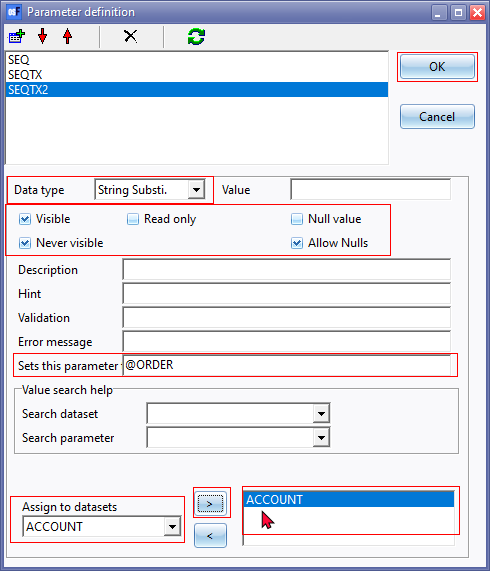 Parameter definition
SEQ
SEQTX
SEQTX2
OK
Cancel
Data type String Substi. Value
Visible Read only Null value
Never visible Allow Nulls
Description
Hint
Validation
Error message
Sets this parameter @ORDER
Value search help
Search dataset
Search parameter
Assign to datasets
ACCOUNT
>
<
ACCOUNT